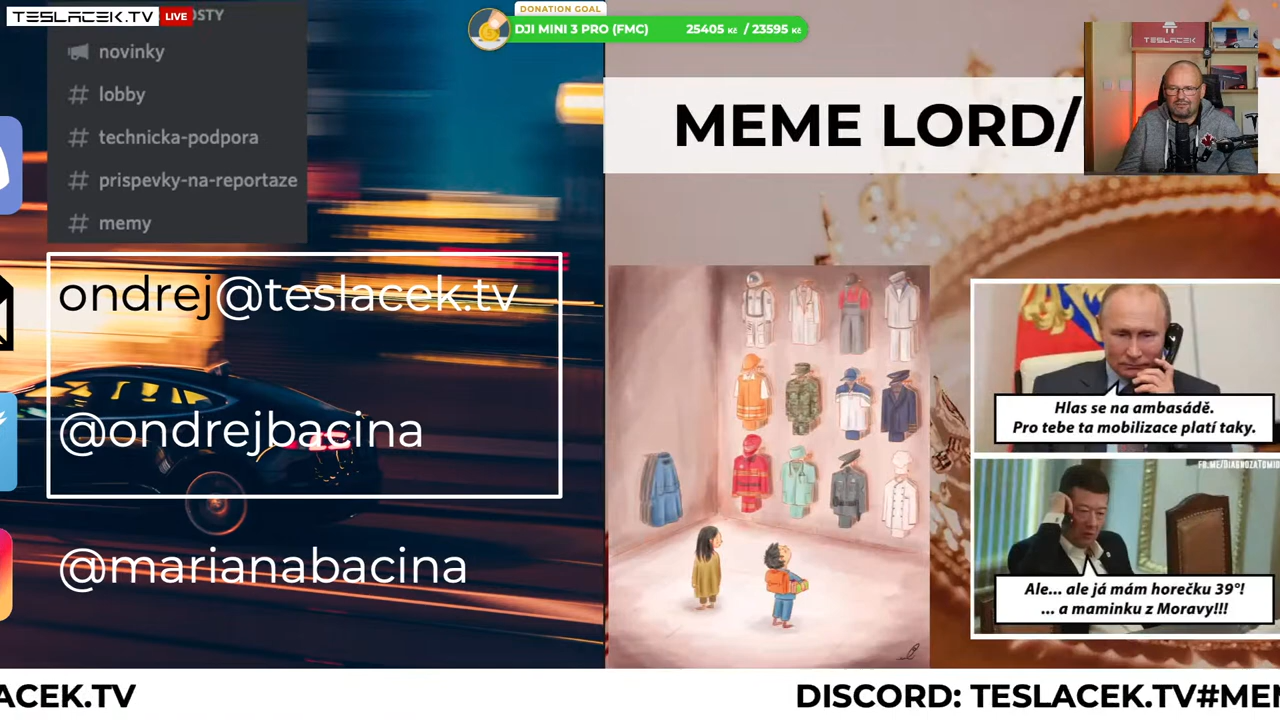 TESLACEK.TV LIVE
OSTY
novinky
# lobby
# technicka-podpora
# prispevky-na-reportaze
# memy
ondrej@teslacek.tv
@ondrejbacina
@marianabacina
DONATION GOAL
DJI MINI 3 PRO (FMC) 25405 Kč / 23595 Kč
MEME LORD/
TESLACEK
Hlas se na ambasádě.
Pro tebe ta mobilizace platí taky.
Ale... ale já mám horečku 39°!
... a maminku z Moravy!!!
ACEK.TV
DISCORD: TESLACEK.TV#MEM